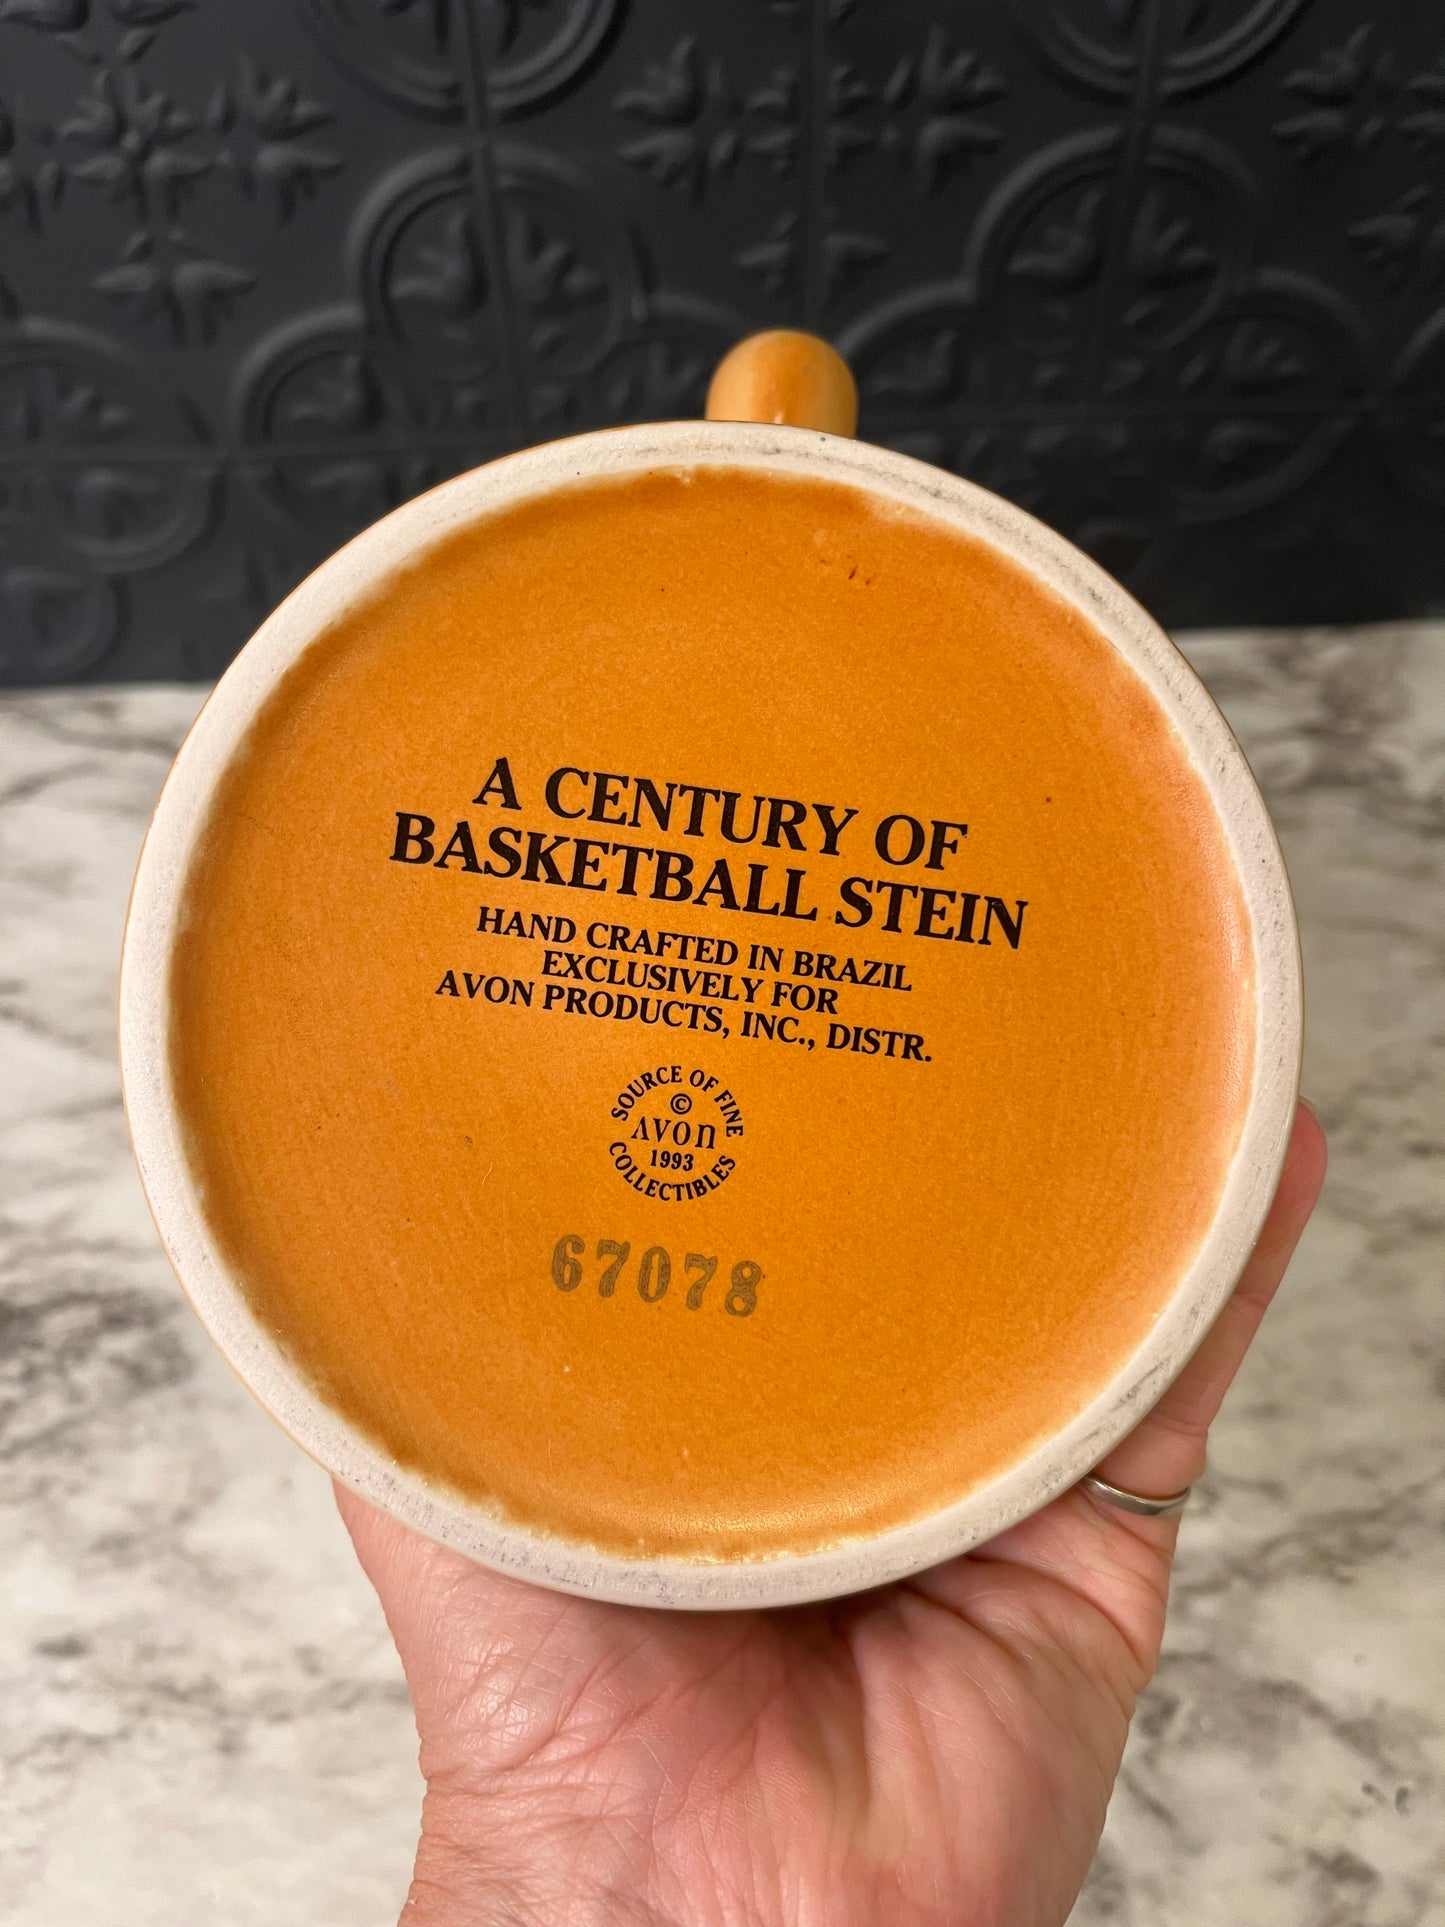 A CENTURY OF
BASKETBALL STEIN
HAND CRAFTED IN BRAZIL
EXCLUSIVELY FOR
AVON PRODUCTS, INC., DISTR.
SOURCE OF FINE
©
AVON
1993
COLLECTIBLES
67078